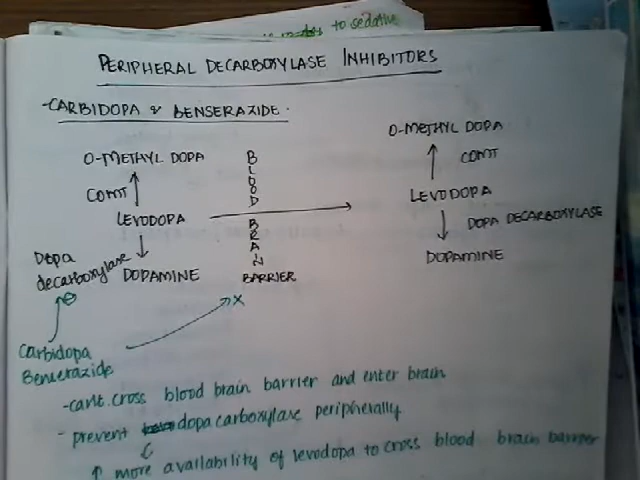 to sedative
PERIPHERAL DECARBOXYLASE INHIBITORS
- CARBIDOPA & BENSERAZIDE.
O-METHYL DOPA
COMT
LEVODOPA
Dopa
decarboxylase
DOPAMINE
⊖
BLOOD
BRAIN
BARRIER
X
O-METHYL DOPA
COMT
LEVODOPA
DOPA DECARBOXYLASE
DOPAMINE
Carbidopa
Benserazide
- cant cross blood brain barrier and enter brain
- prevent dopa carboxylase peripherally
↑ more availability of levodopa to cross blood brain barrier